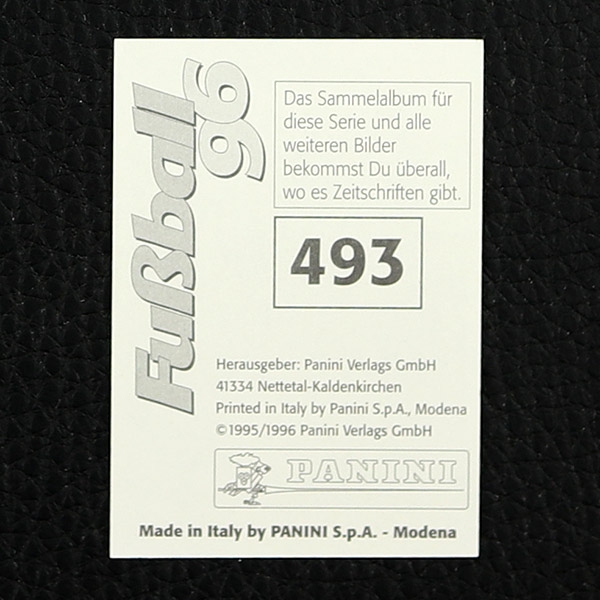 Fußball
96
Das Sammelalbum für
diese Serie und alle
weiteren Bilder
bekommst Du überall,
wo es Zeitschriften gibt.
493
Herausgeber: Panini Verlags GmbH
41334 Nettetal-Kaldenkirchen
Printed in Italy by Panini S.p.A., Modena
©1995/1996 Panini Verlags GmbH
PANINI
Made in Italy by PANINI S.p.A. - Modena